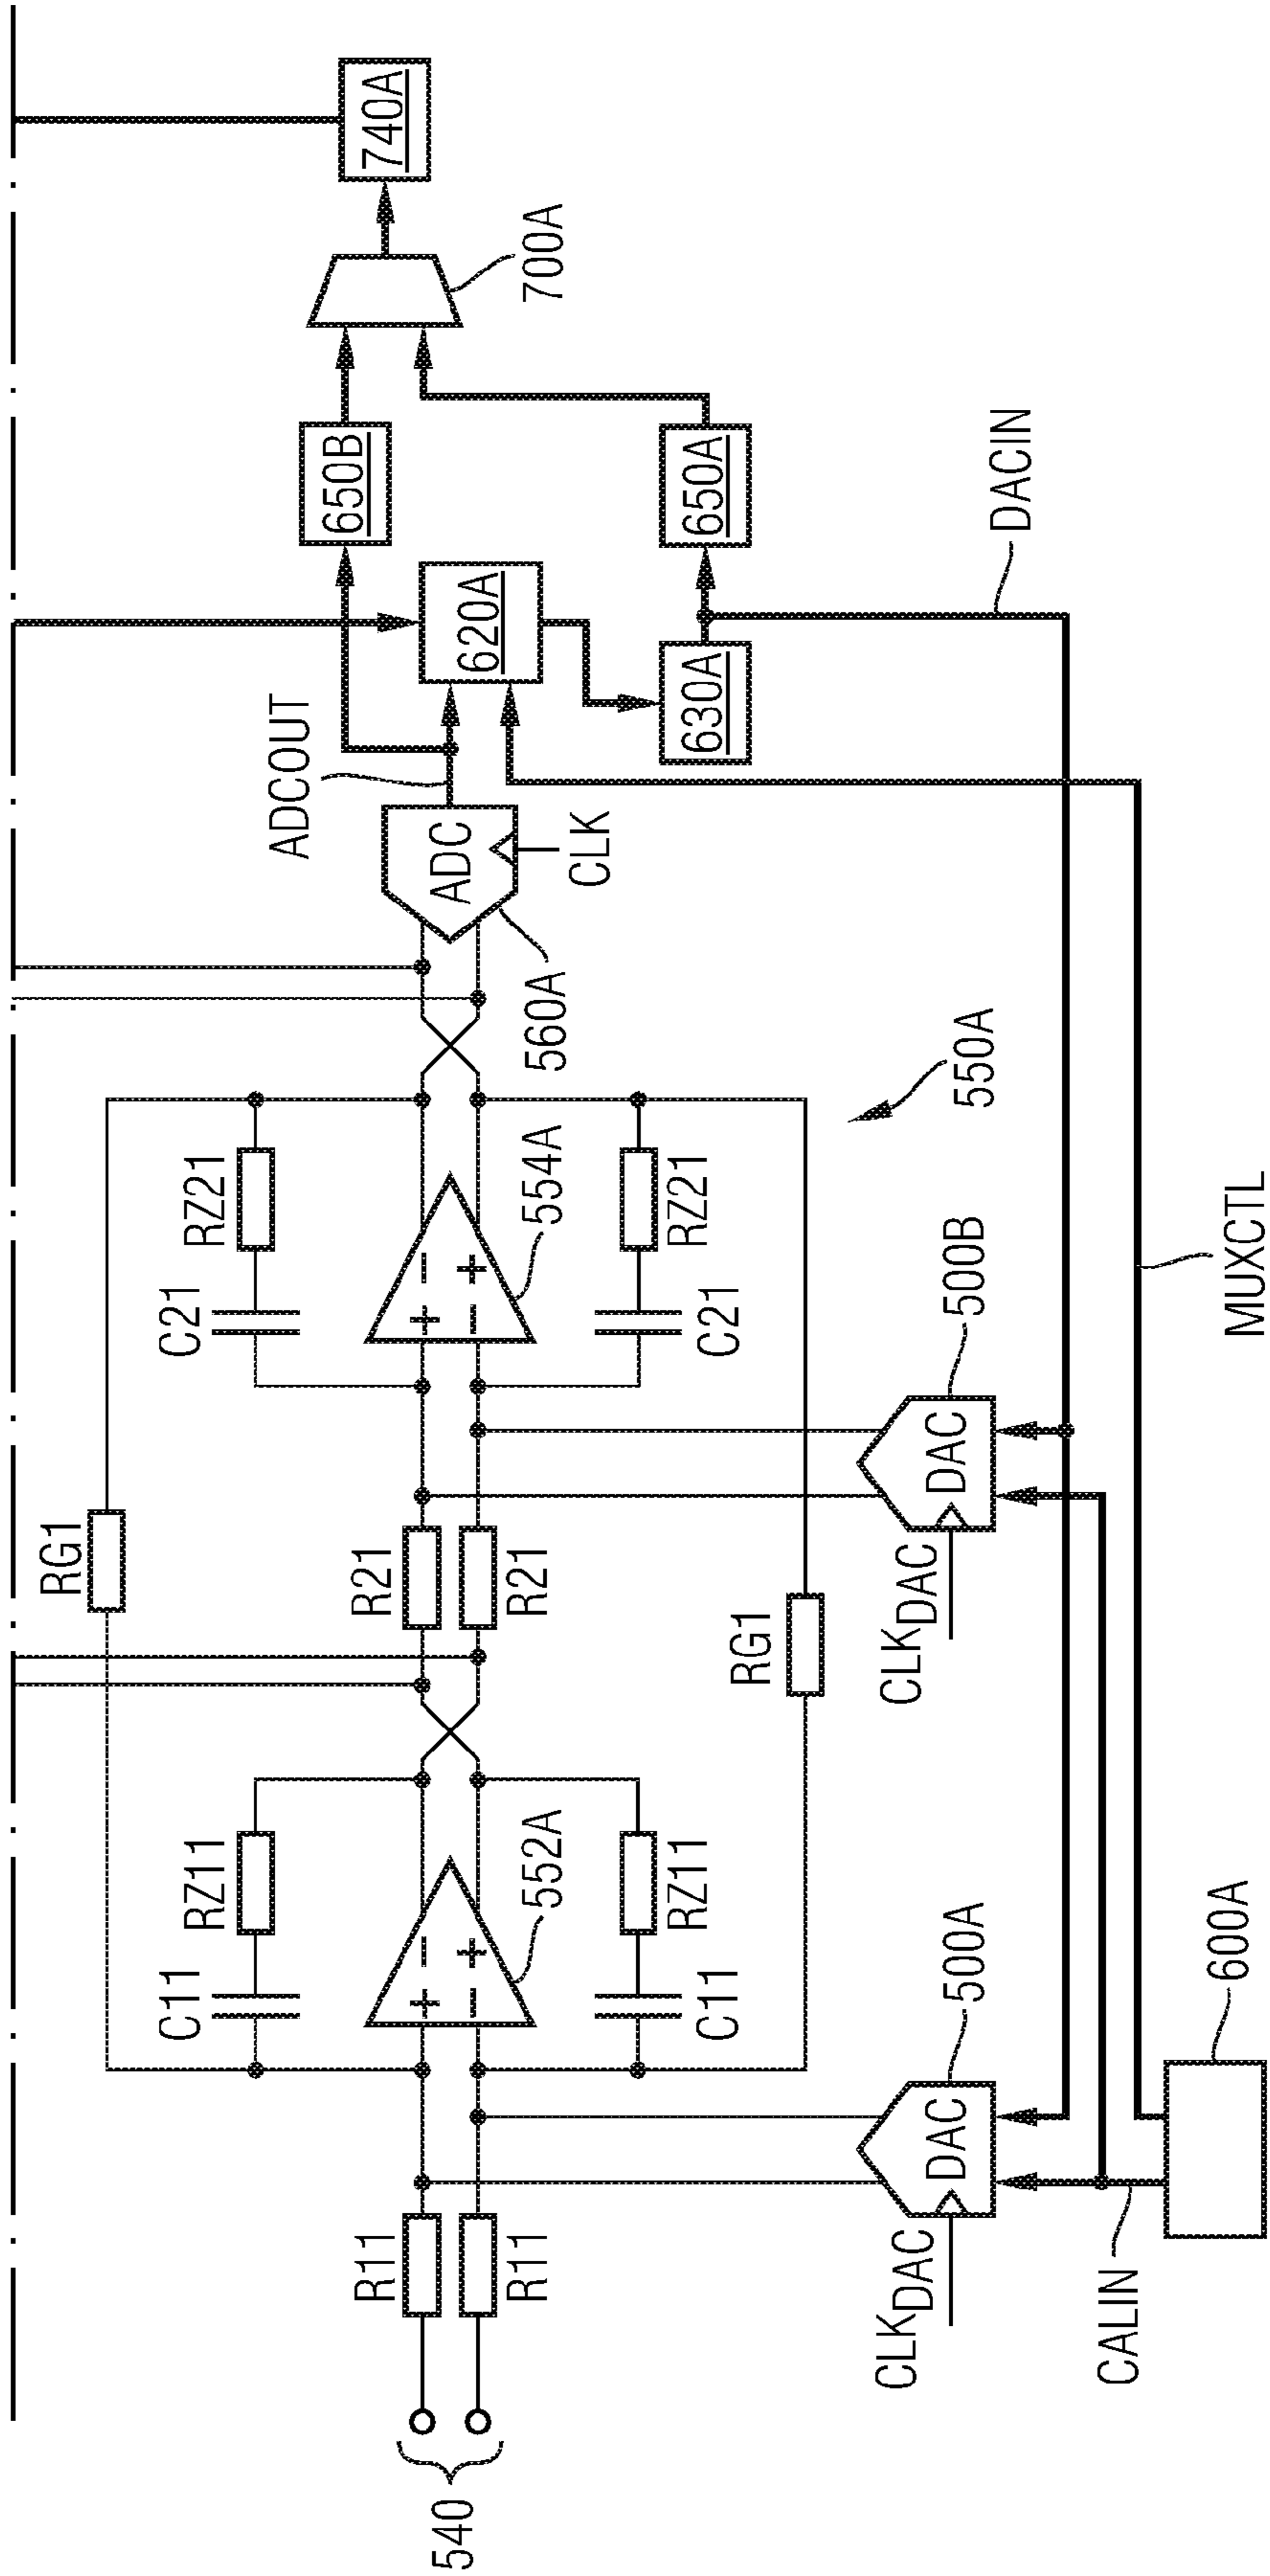 740A
700A
650B
650A
DACIN
620A
630A
ADCOUT
ADC
CLK
560A
550A
RZ21
C21
554A
RZ21
C21
500B
DAC
CLKDAC
MUXCTL
RG1
R21
R21
RG1
RZ11
C11
552A
RZ11
C11
500A
DAC
CLKDAC
600A
CALIN
R11
R11
540
+ −
− +
+ −
− +